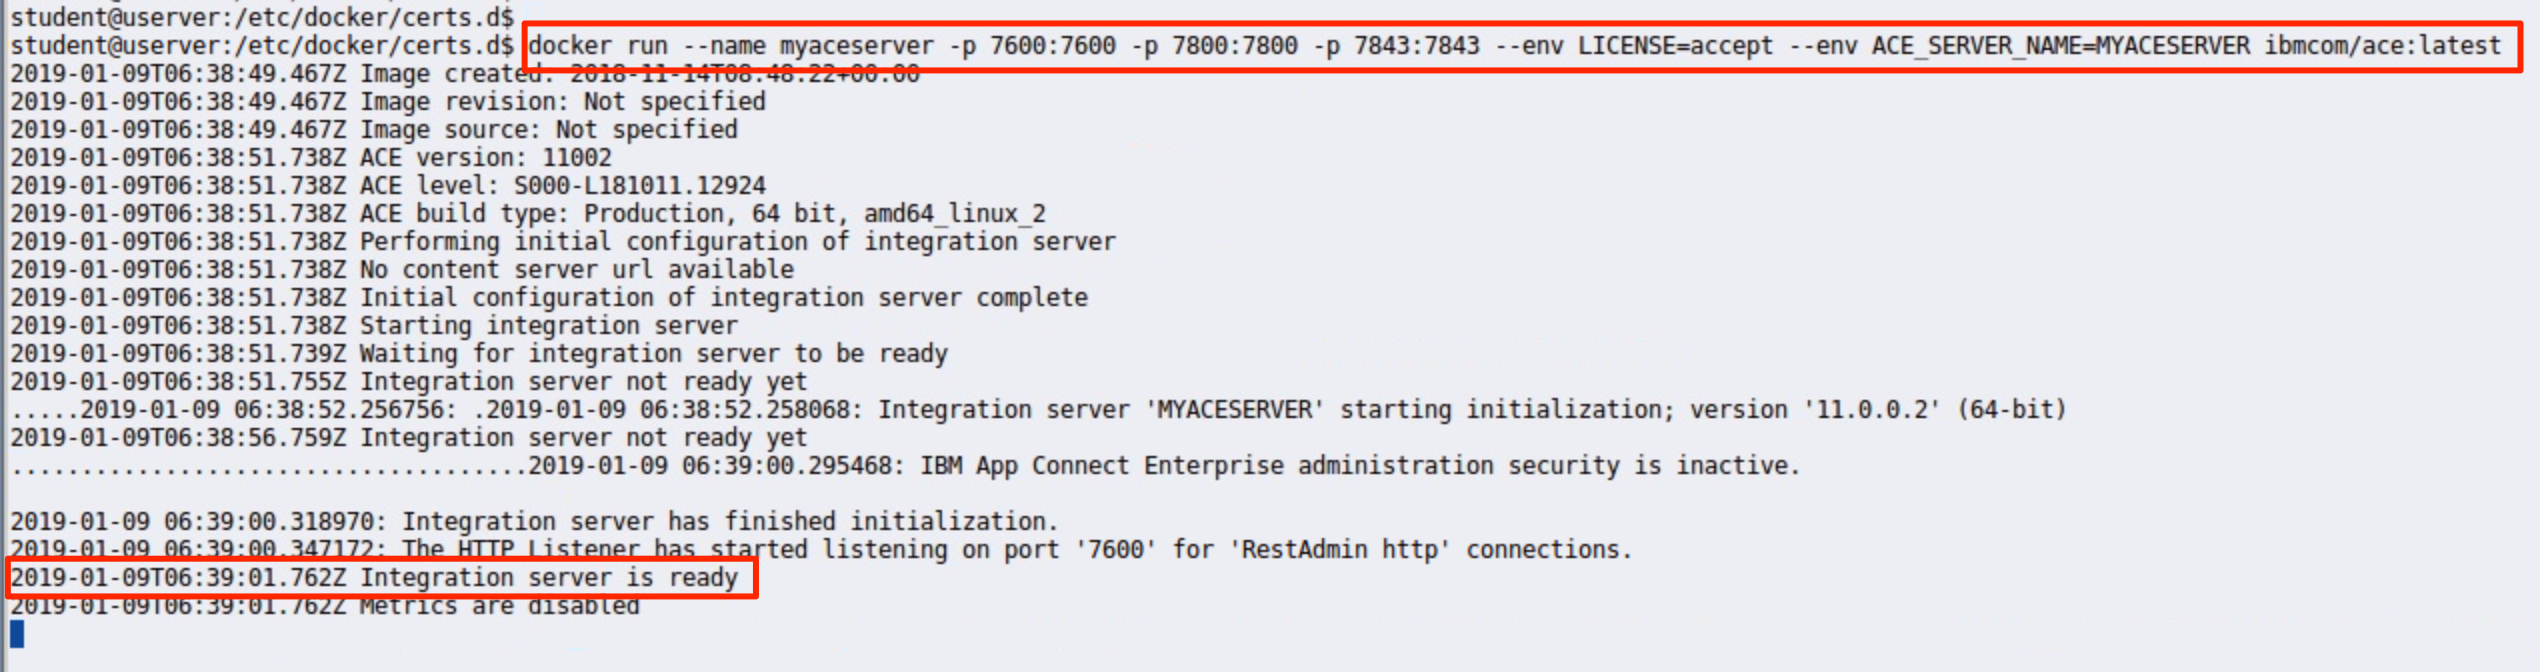 student@userver:/etc/docker/certs.d$
student@userver:/etc/docker/certs.d$ docker run --name myaceserver -p 7600:7600 -p 7800:7800 -p 7843:7843 --env LICENSE=accept --env ACE_SERVER_NAME=MYACESERVER ibmcom/ace:latest
2019-01-09T06:38:49.467Z Image created: 2018-11-14T08:48:22+00:00
2019-01-09T06:38:49.467Z Image revision: Not specified
2019-01-09T06:38:49.467Z Image source: Not specified
2019-01-09T06:38:51.738Z ACE version: 11002
2019-01-09T06:38:51.738Z ACE level: S000-L181011.12924
2019-01-09T06:38:51.738Z ACE build type: Production, 64 bit, amd64_linux_2
2019-01-09T06:38:51.738Z Performing initial configuration of integration server
2019-01-09T06:38:51.738Z No content server url available
2019-01-09T06:38:51.738Z Initial configuration of integration server complete
2019-01-09T06:38:51.738Z Starting integration server
2019-01-09T06:38:51.739Z Waiting for integration server to be ready
2019-01-09T06:38:51.755Z Integration server not ready yet
.....2019-01-09 06:38:52.256756: .2019-01-09 06:38:52.258068: Integration server 'MYACESERVER' starting initialization; version '11.0.0.2' (64-bit)
2019-01-09T06:38:56.759Z Integration server not ready yet
.....................................2019-01-09 06:39:00.295468: IBM App Connect Enterprise administration security is inactive.
2019-01-09 06:39:00.318970: Integration server has finished initialization.
2019-01-09 06:39:00.347172: The HTTP Listener has started listening on port '7600' for 'RestAdmin http' connections.
2019-01-09T06:39:01.762Z Integration server is ready
2019-01-09T06:39:01.762Z Metrics are disabled